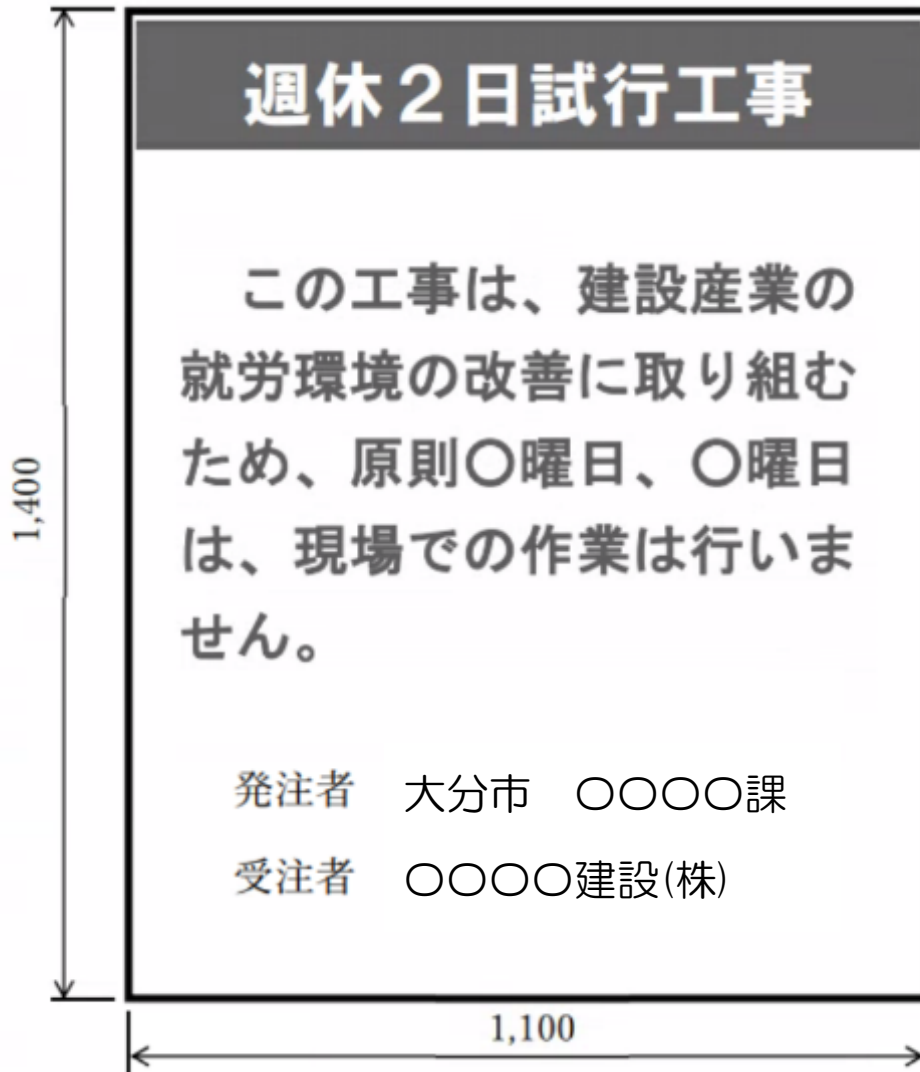 週休２日試行工事
　この工事は、建設産業の
就労環境の改善に取り組む
ため、原則〇曜日、〇曜日
は、現場での作業は行いま
せん。
発注者　大分市　〇〇〇〇課
受注者　〇〇〇〇建設(株)
1,400
1,100